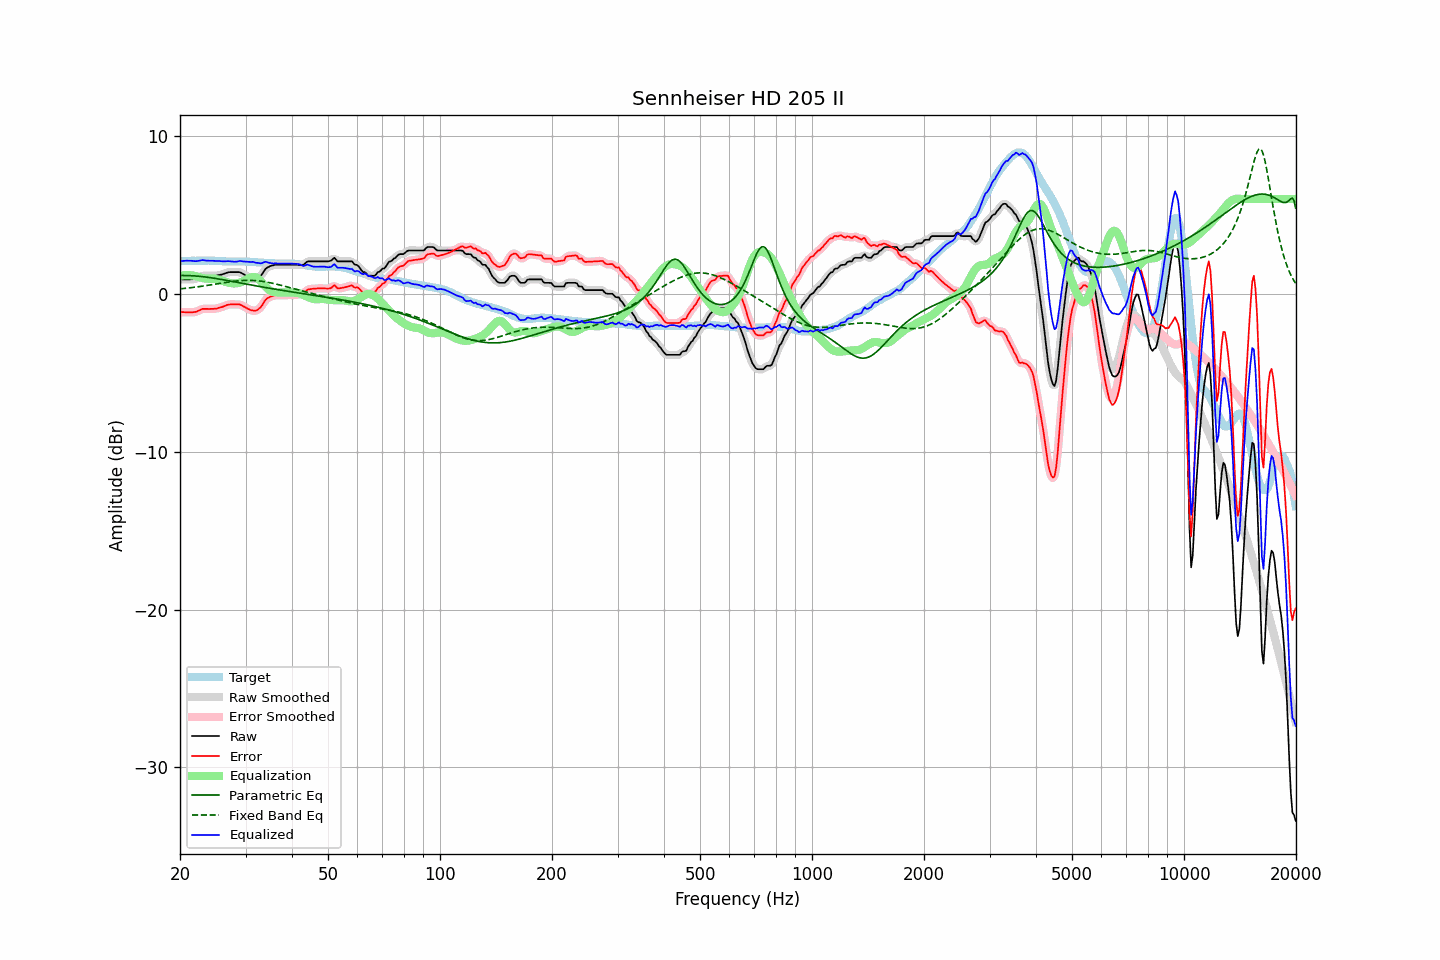 Sennheiser HD 205 II
Amplitude (dBr)
10
0
−10
−20
−30
Target
Raw Smoothed
Error Smoothed
Raw
Error
Equalization
Parametric Eq
Fixed Band Eq
Equalized
20 50 100 200 500 1000 2000 5000 10000 20000
Frequency (Hz)